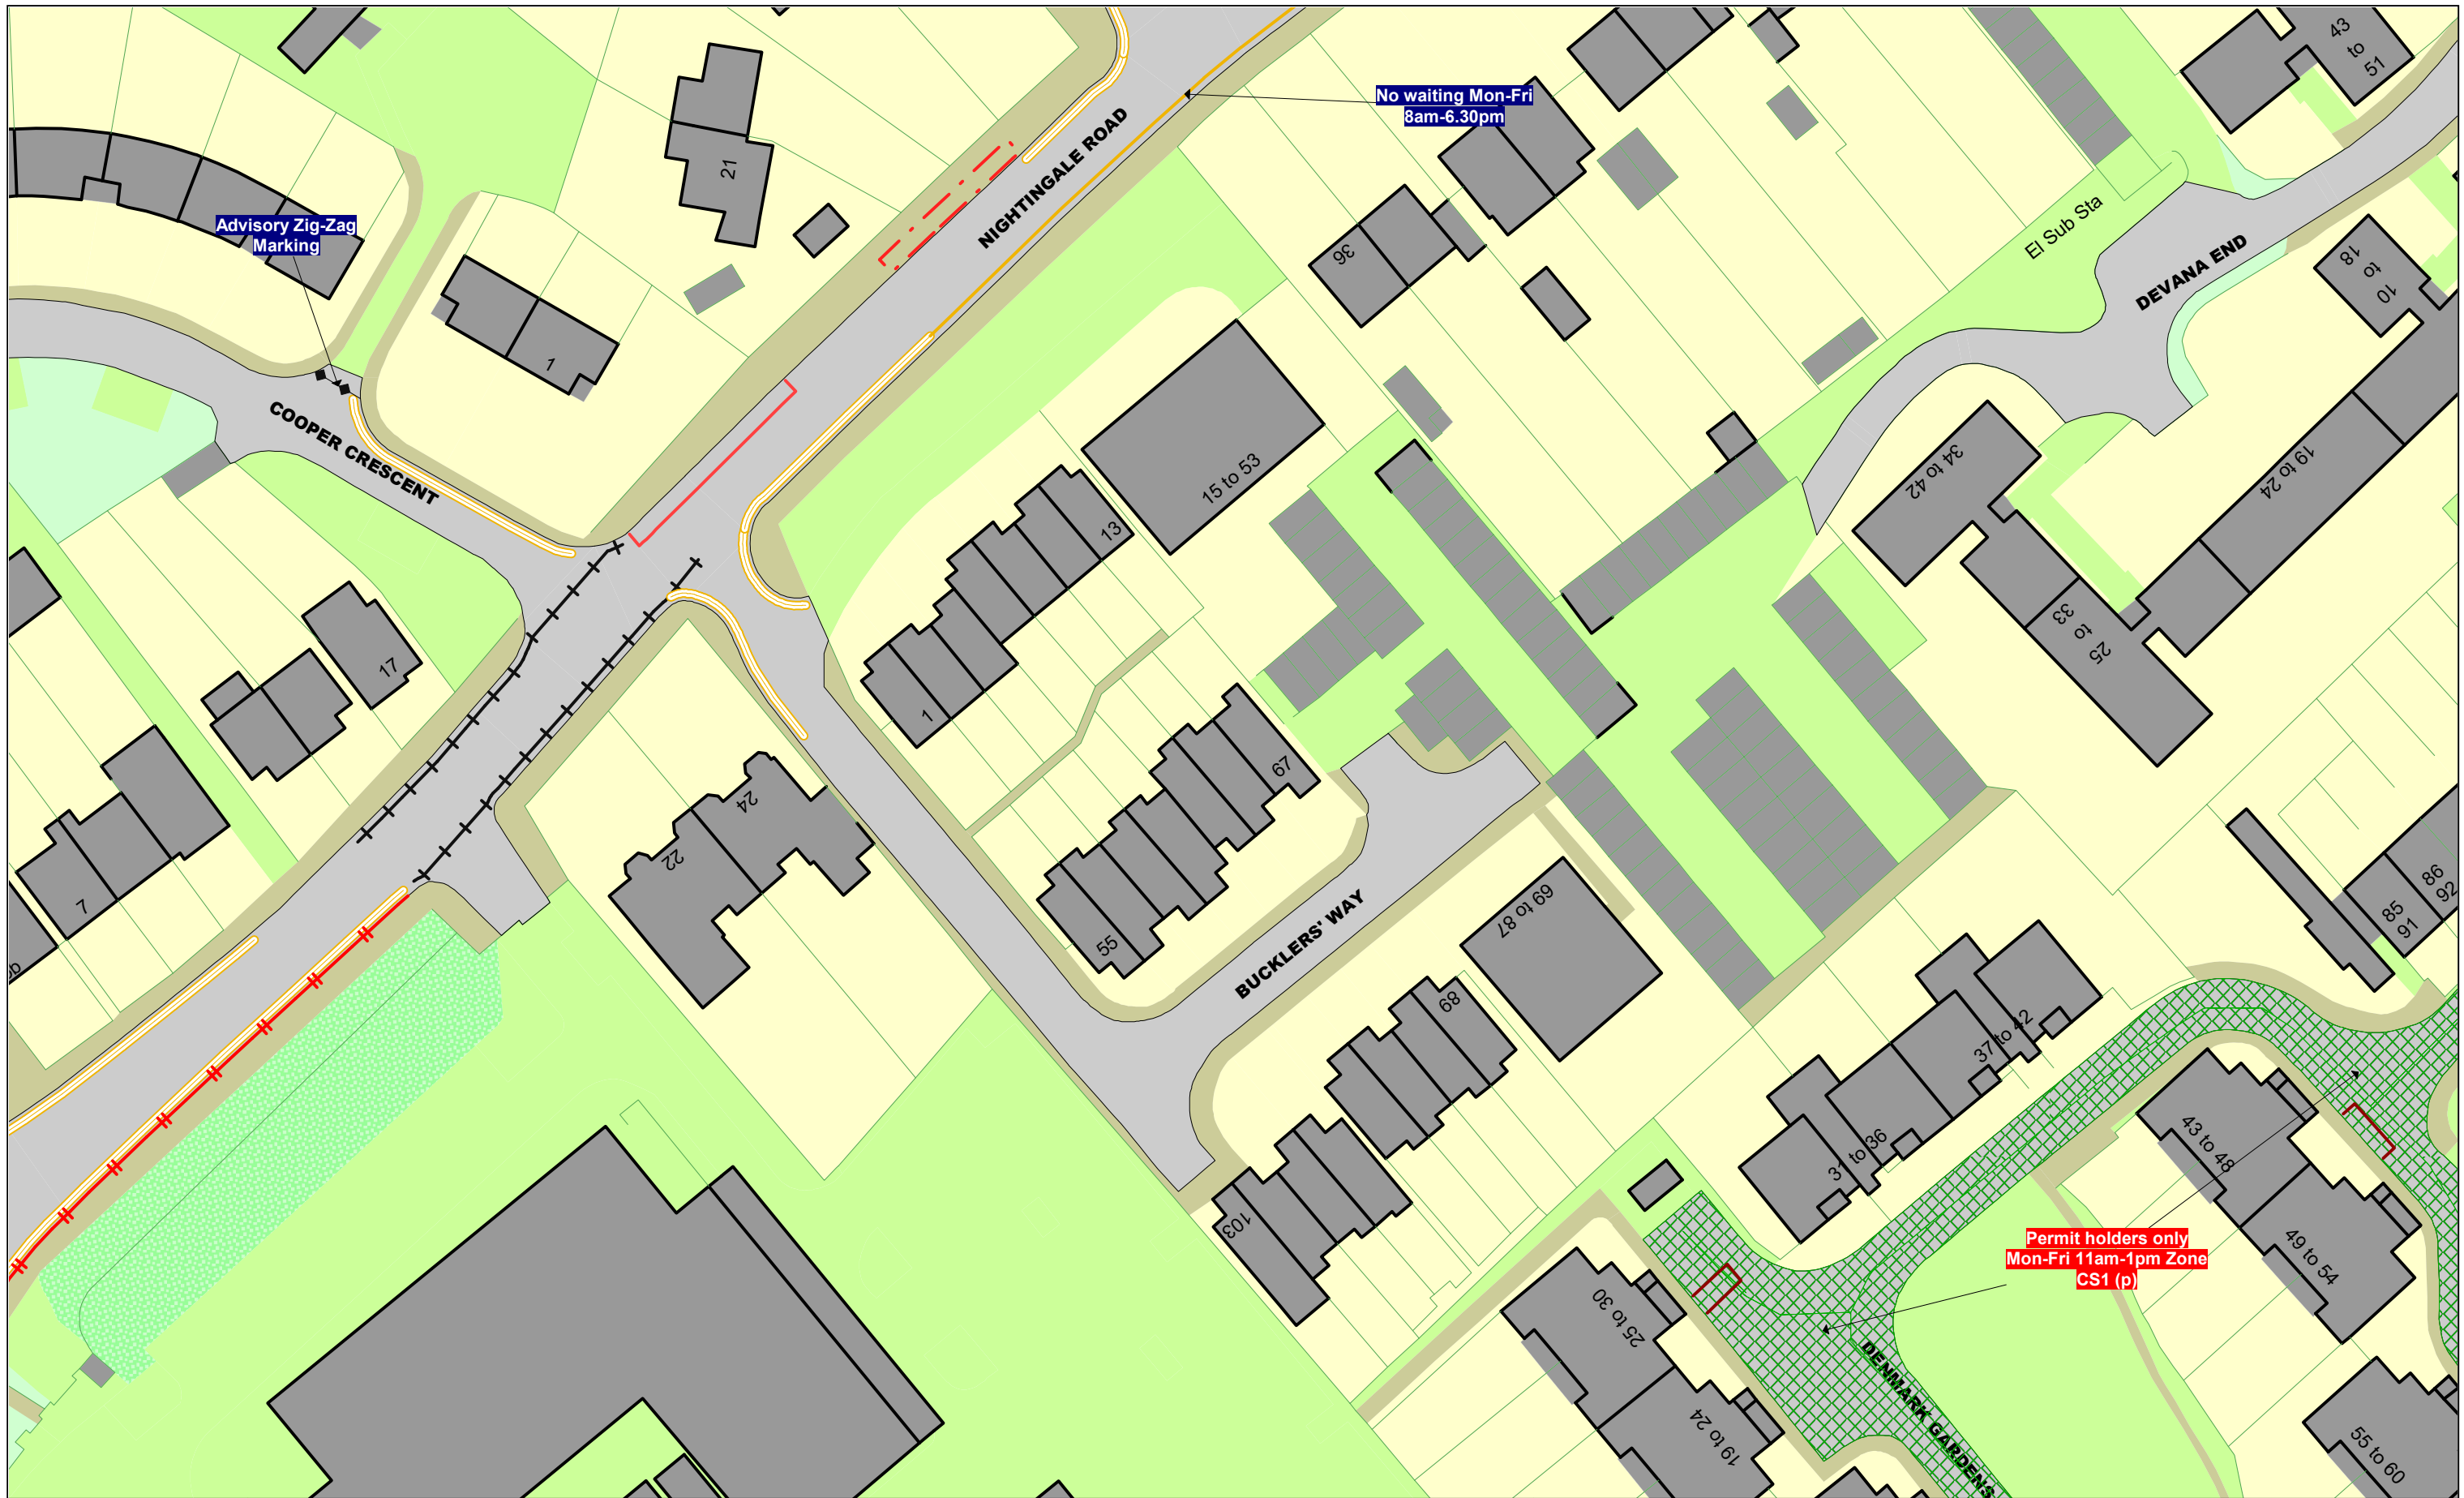 43
to
51
No waiting Mon-Fri
8am-6.30pm
NIGHTINGALE ROAD
21
Advisory Zig-Zag
Marking
El Sub Sta
DEVANA END
36
10
to
18
1
COOPER CRESCENT
15 to 53
13
34 to 42
19 to 24
25
to
33
17
1
67
24
22
7
55
BUCKLERS' WAY
69 to 87
85
91
86
92
89
37 to 42
31 to 36
43 to 48
103
Permit holders only
Mon-Fri 11am-1pm Zone
CS1 (p)
49 to 54
25 to 30
19 to 24
DENMARK GARDENS
55 to 60